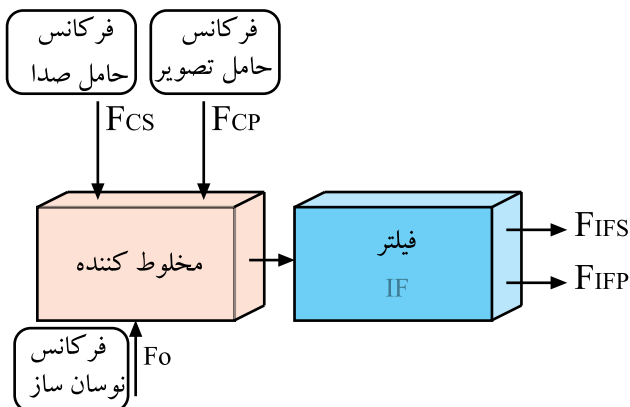 فرکانس
حامل صدا
فرکانس
حامل تصویر
FCS
FCP
مخلوط کننده
فیلتر
IF
FIFS
FIFP
فرکانس
نوسان ساز
Fo